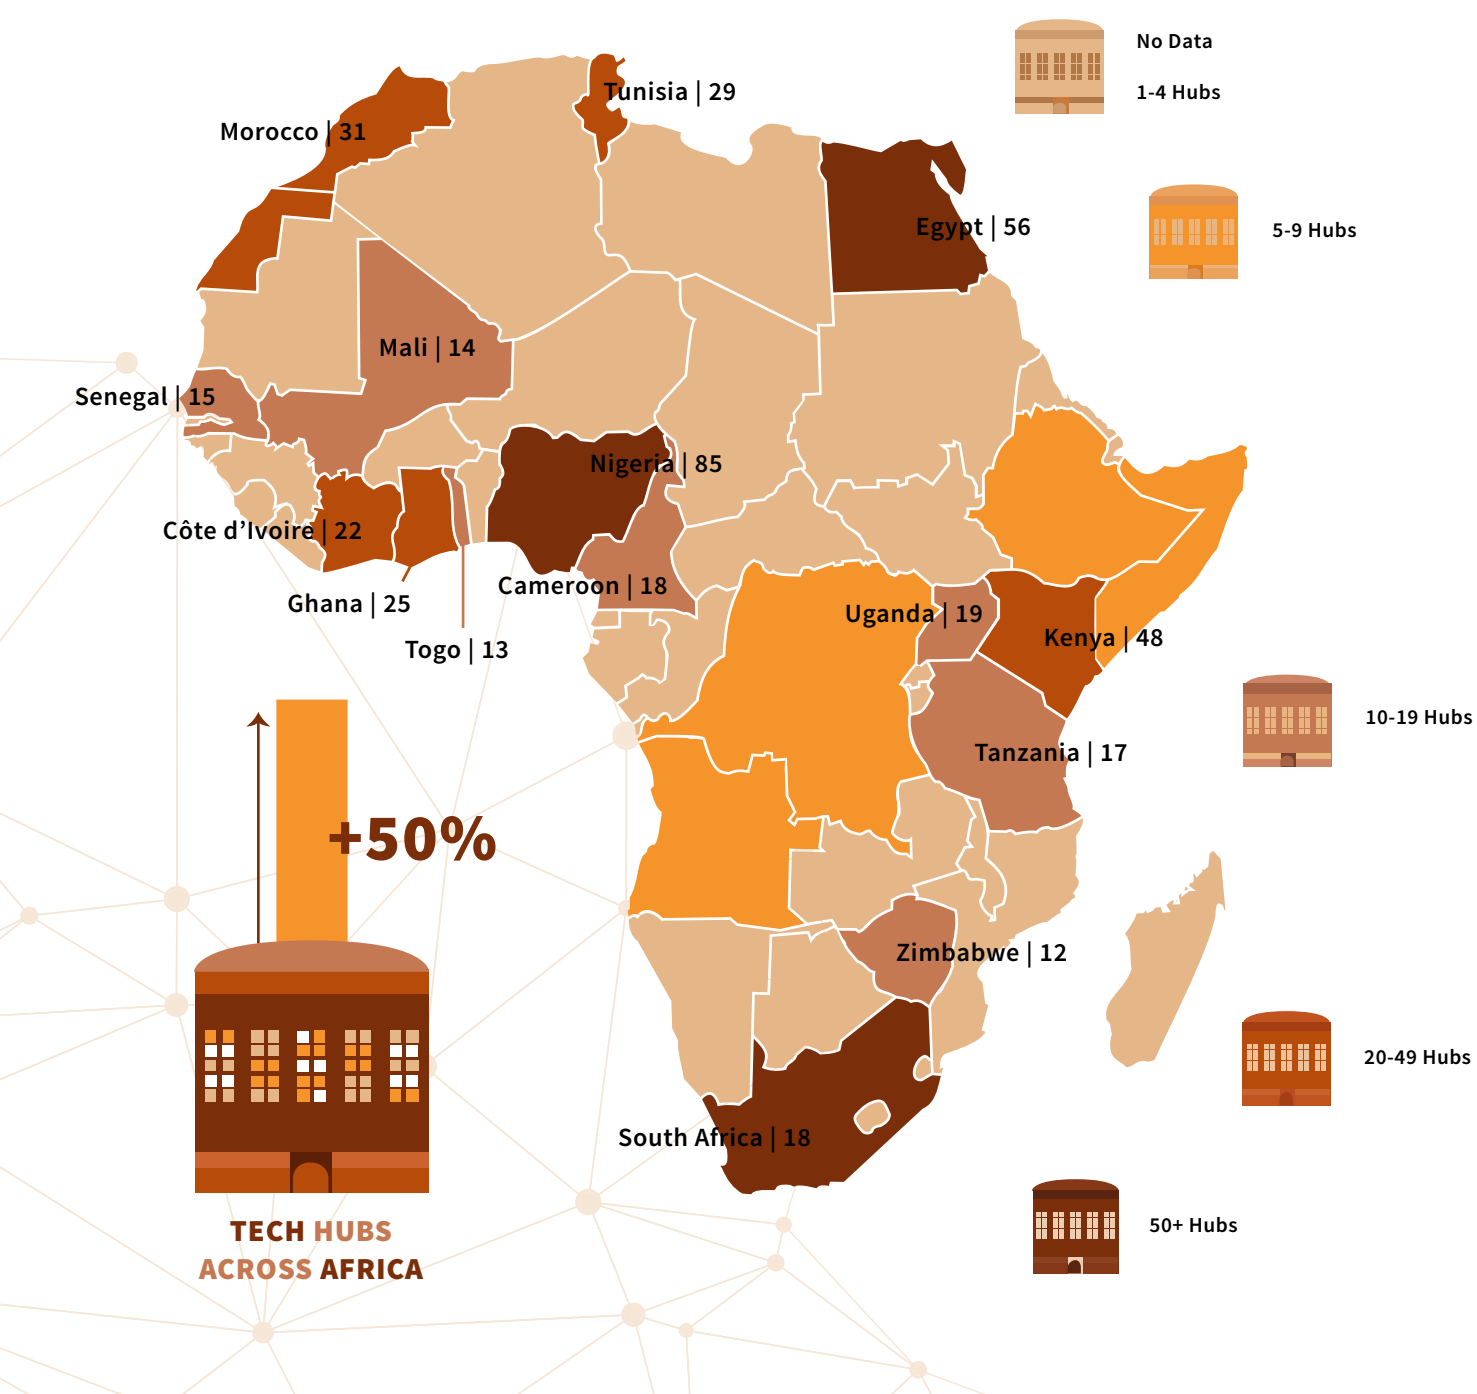 No Data
1-4 Hubs
Tunisia | 29
Morocco | 31
Egypt | 56
5-9 Hubs
Mali | 14
Senegal | 15
Nigeria | 85
Côte d’Ivoire | 22
Cameroon | 18
Ghana | 25
Uganda | 19
Togo | 13
Kenya | 48
10-19 Hubs
Tanzania | 17
+50%
Zimbabwe | 12
20-49 Hubs
South Africa | 18
50+ Hubs
TECH HUBS
ACROSS AFRICA